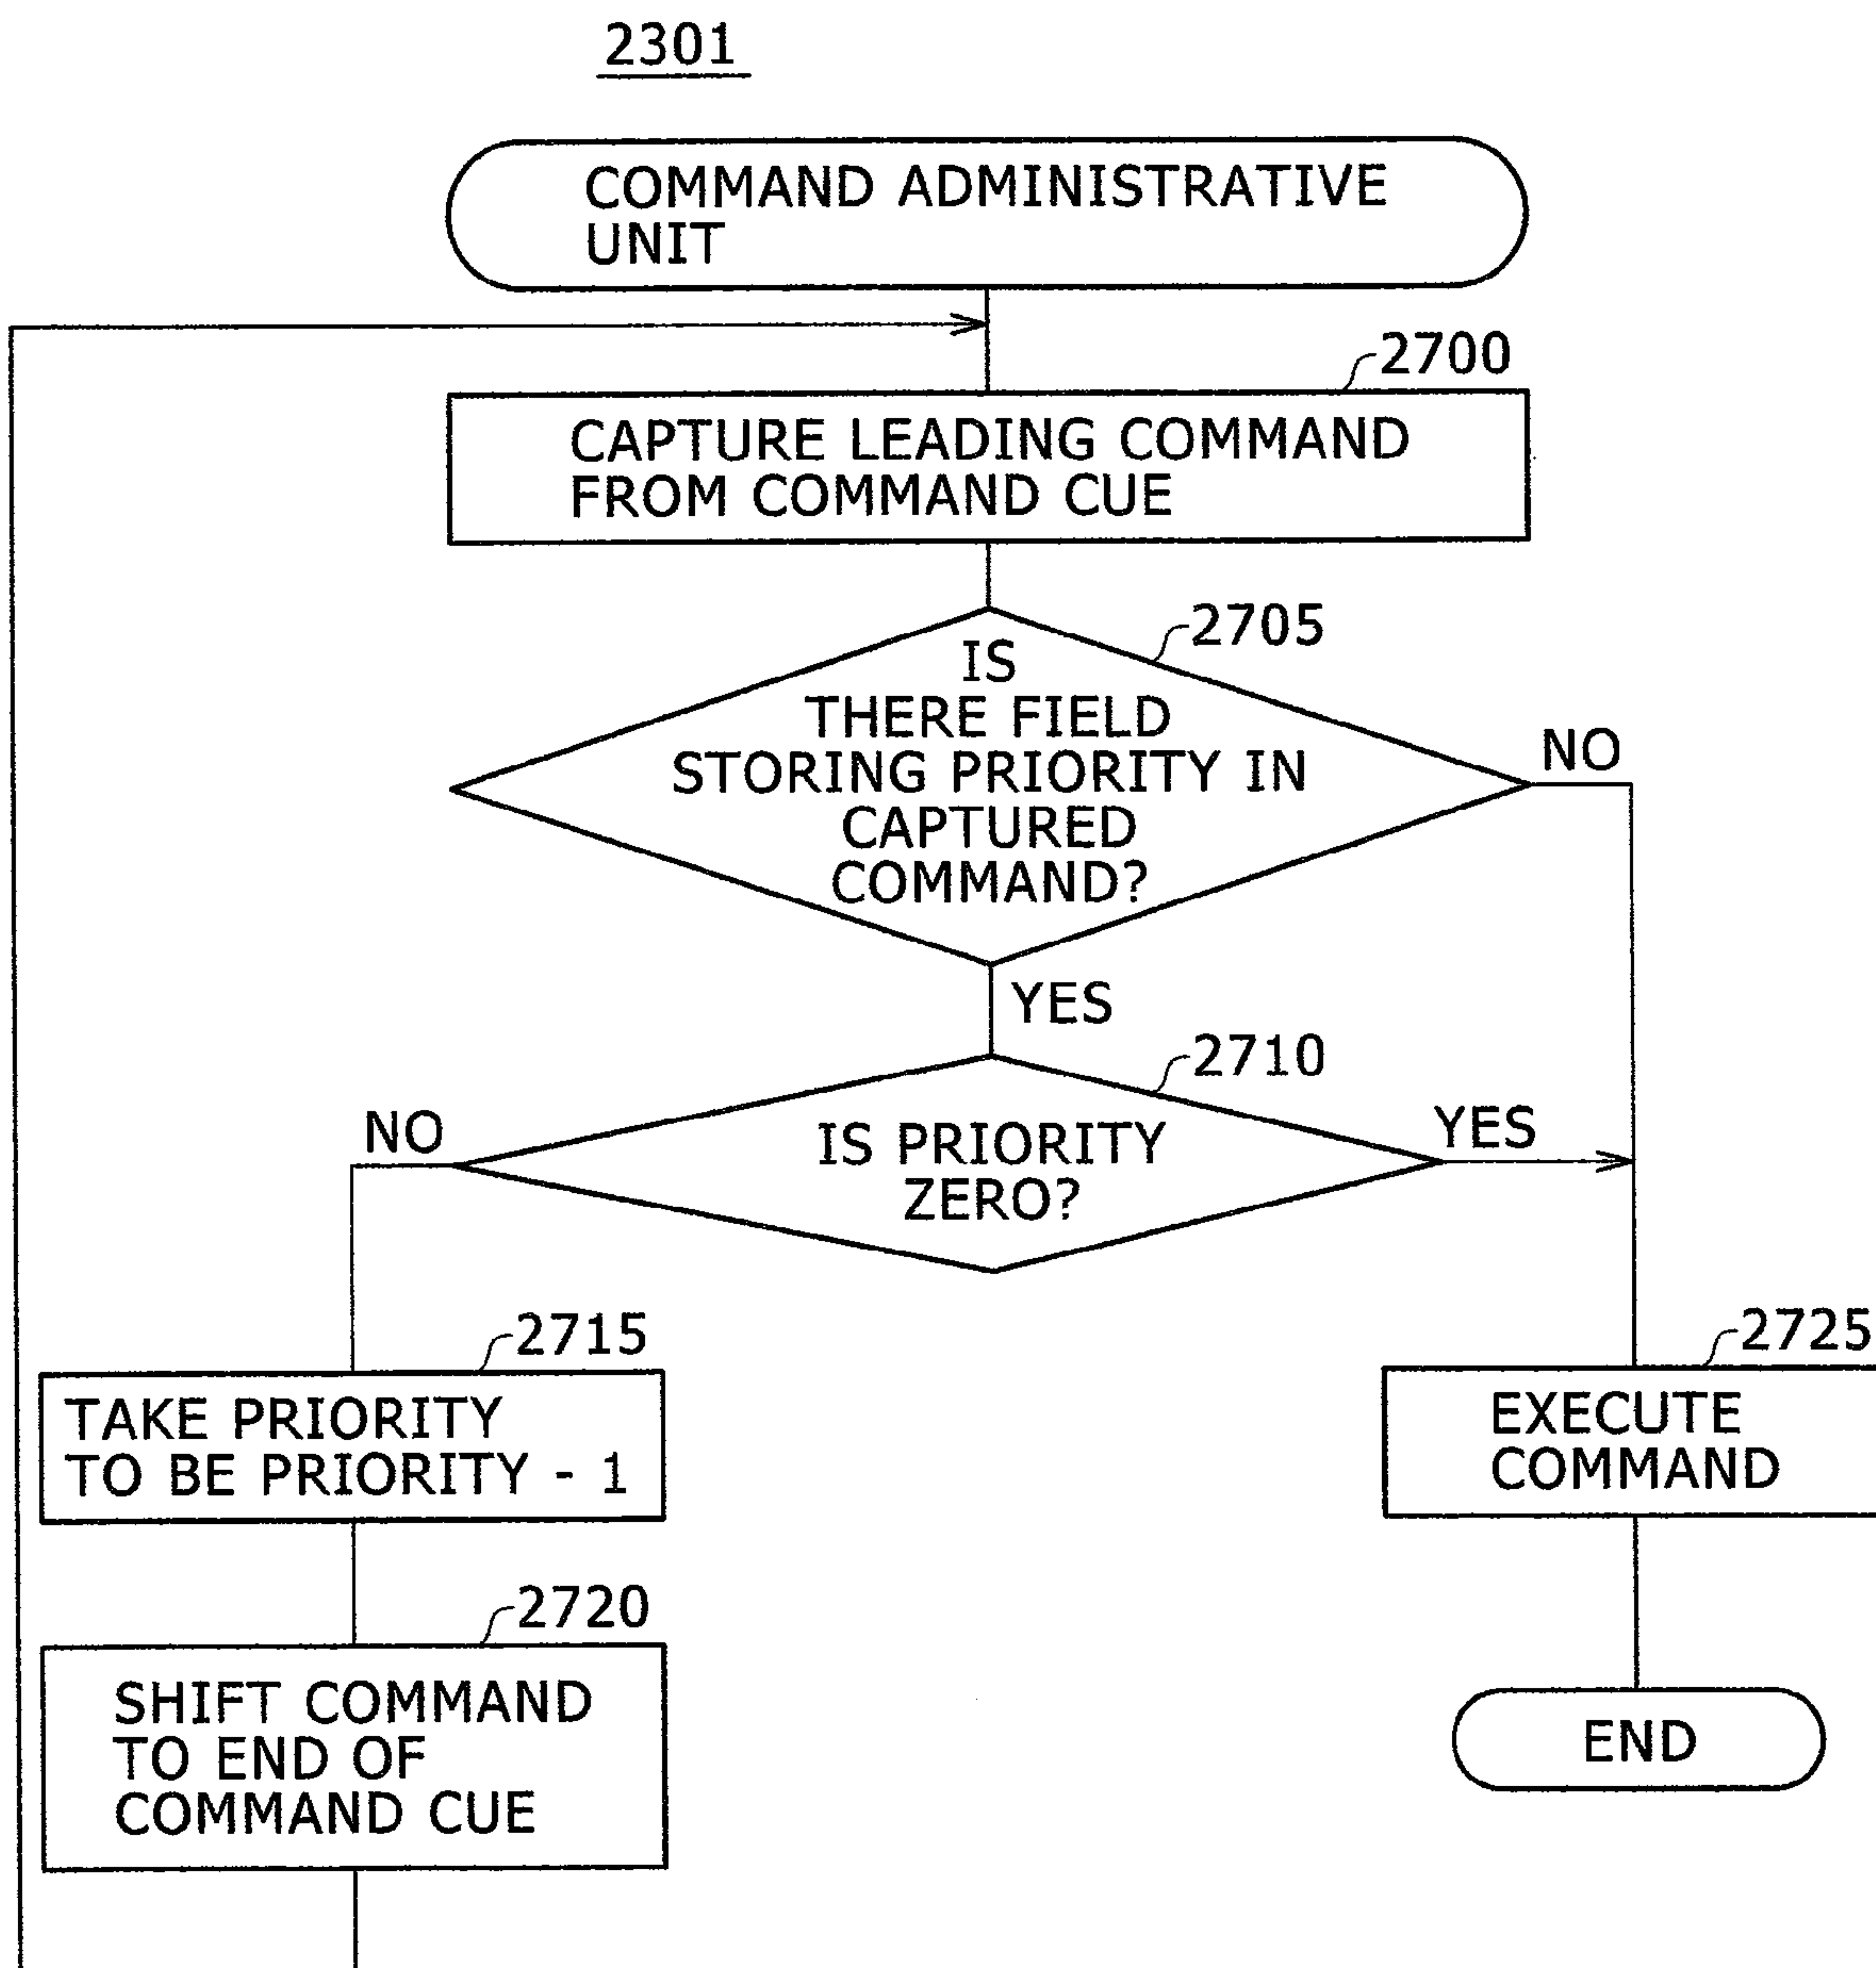 2301
COMMAND ADMINISTRATIVE
UNIT
2700
CAPTURE LEADING COMMAND
FROM COMMAND CUE
2705
IS
THERE FIELD
STORING PRIORITY IN
CAPTURED
COMMAND?
NO
YES
2710
NO
IS PRIORITY
ZERO?
YES
2715
TAKE PRIORITY
TO BE PRIORITY - 1
2725
EXECUTE
COMMAND
2720
SHIFT COMMAND
TO END OF
COMMAND CUE
END